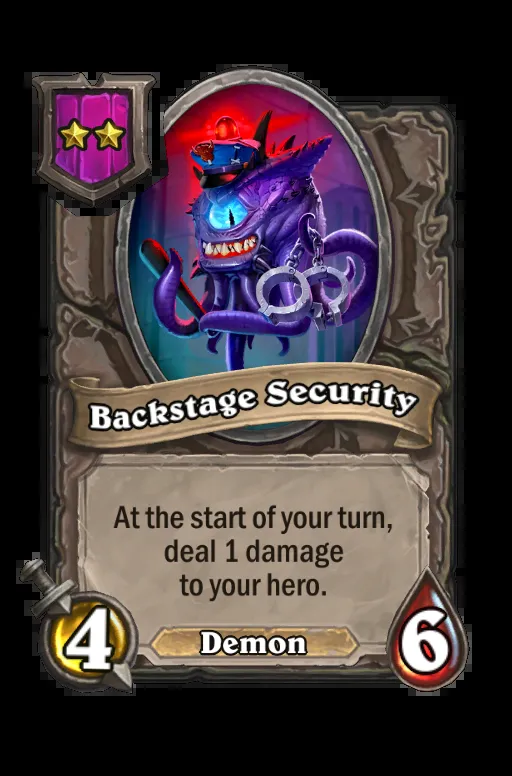 Backstage Security
At the start of your turn,
deal 1 damage
to your hero.
4
Demon
6